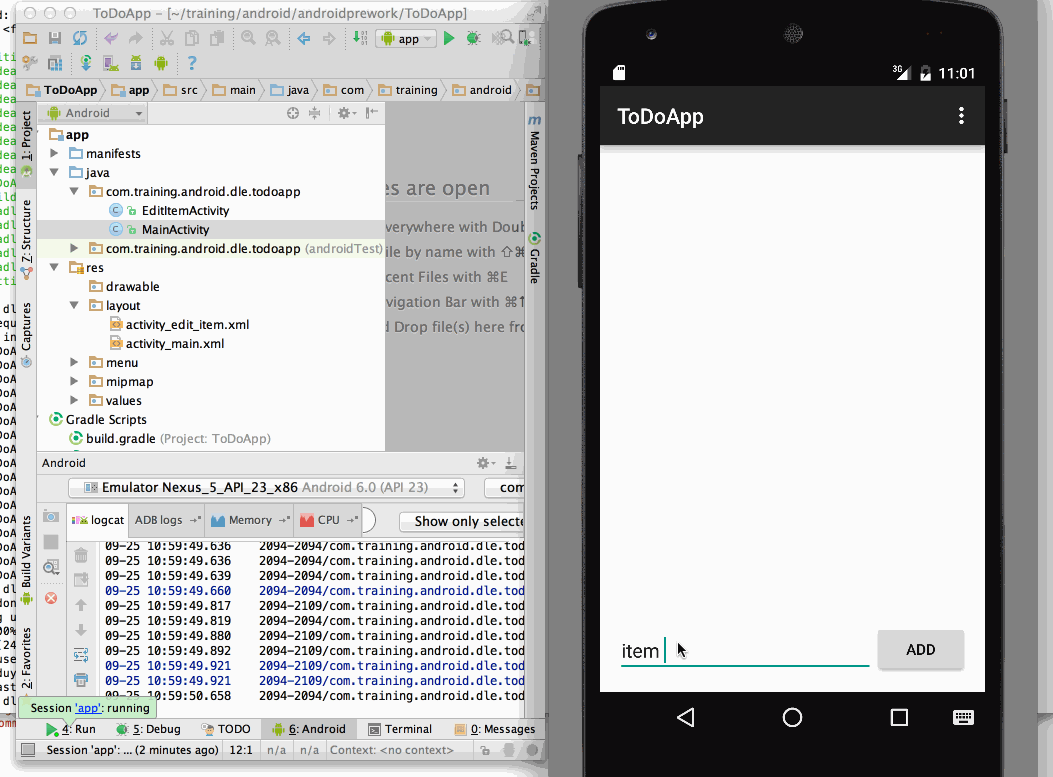 ToDoApp – [~/training/android/androidprework/ToDoApp]
app
ToDoApp app src main java com training android
Android
1: Project
Z: Structure
Captures
Build Variants
2: Favorites
app
manifests
java
com.training.android.dle.todoapp
EditItemActivity
MainActivity
com.training.android.dle.todoapp (androidTest)
res
drawable
layout
activity_edit_item.xml
activity_main.xml
menu
mipmap
values
Gradle Scripts
build.gradle (Project: ToDoApp)
es are open
verywhere with Doub
ile by name with ⇧⌘
cent Files with ⌘E
vigation Bar with ⌘↑
d Drop file(s) here fro
m
Maven Projects
Gradle
Android
Emulator Nexus_5_API_23_x86 Android 6.0 (API 23)
com
logcat ADB logs Memory CPU Show only selecte
09-25 10:59:49.636 2094-2094/com.training.android.dle.tod
09-25 10:59:49.636 2094-2094/com.training.android.dle.tod
09-25 10:59:49.639 2094-2094/com.training.android.dle.tod
09-25 10:59:49.660 2094-2094/com.training.android.dle.tod
09-25 10:59:49.817 2094-2109/com.training.android.dle.tod
09-25 10:59:49.819 2094-2094/com.training.android.dle.tod
09-25 10:59:49.880 2094-2109/com.training.android.dle.tod
09-25 10:59:49.892 2094-2094/com.training.android.dle.tod
09-25 10:59:49.921 2094-2109/com.training.android.dle.tod
09-25 10:59:49.921 2094-2109/com.training.android.dle.tod
09-25 10:59:50.658 2094-2094/com.training.android.dle.tod
Session 'app': running
4: Run 5: Debug TODO 6: Android Terminal 0: Messages
Session 'app': ... (2 minutes ago) 12:1 n/a n/a Context: <no context>
3G 11:01
ToDoApp
item
ADD